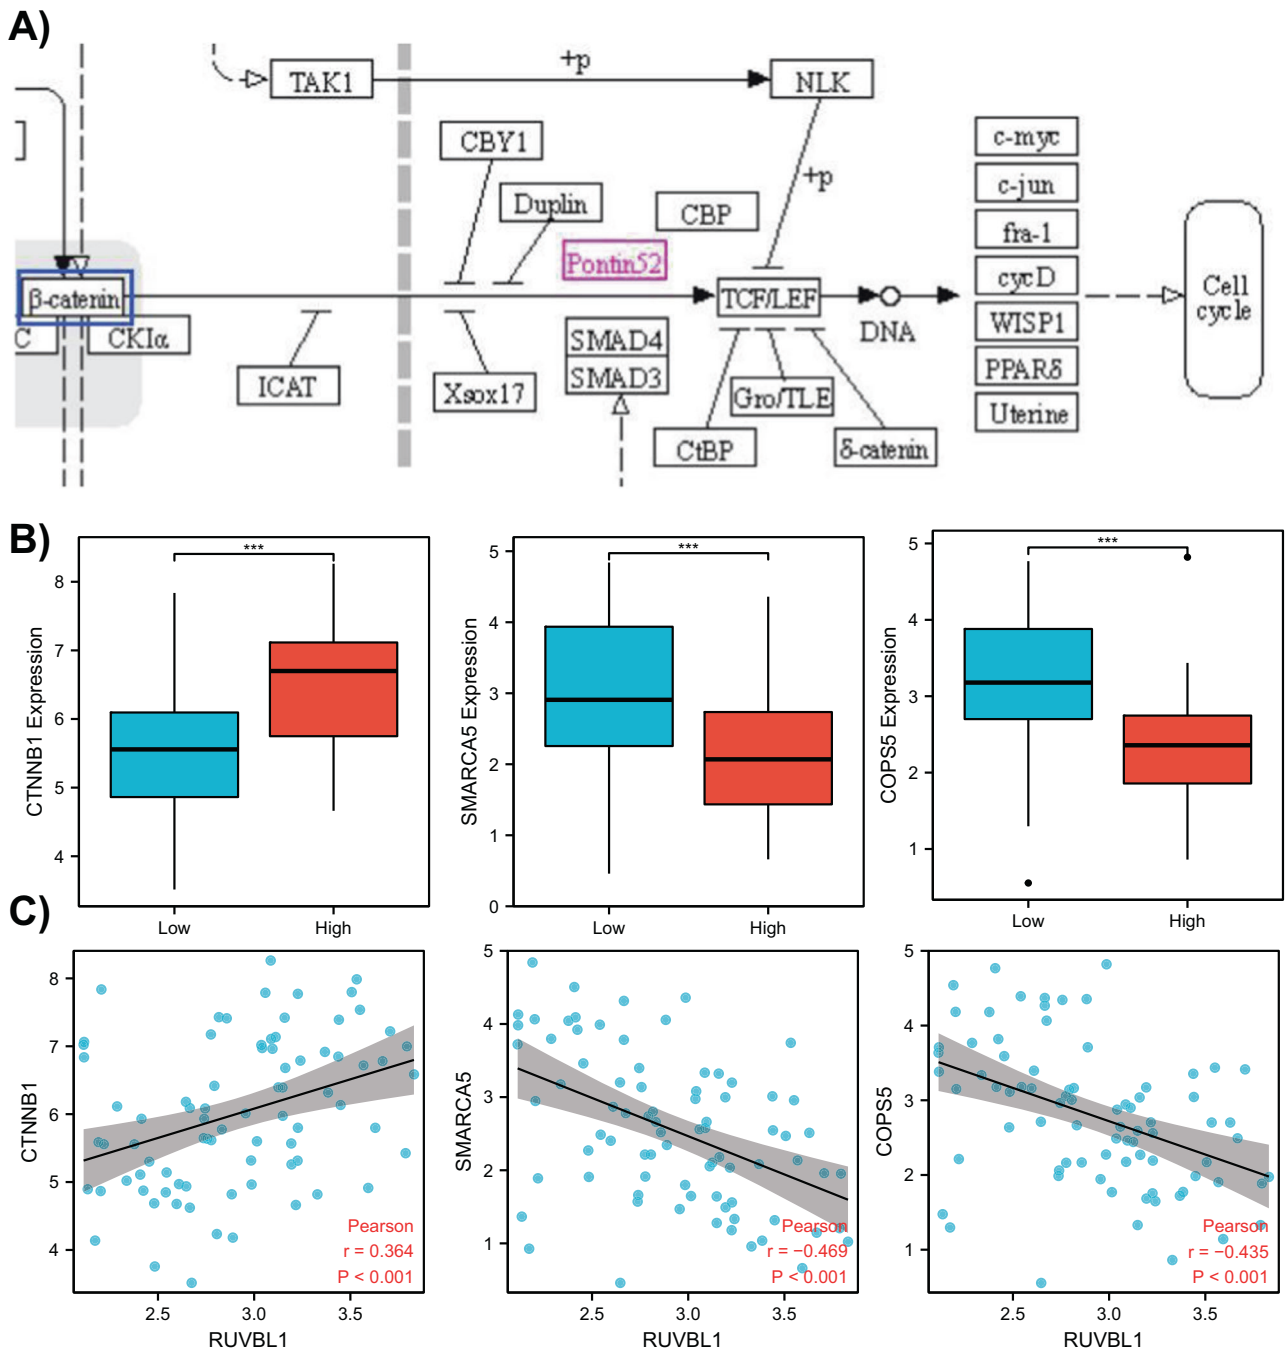 A)
TAK1
+p
NLK
CBY1
Duplin
CBP
+p
Pontin52
β-catenin
TCF/LEF
DNA
C
CKIα
ICAT
Xsox17
SMAD4
SMAD3
Gro/TLE
CtBP
δ-catenin
c-myc
c-jun
fra-1
cycD
WISP1
PPARδ
Uterine
Cell
cycle
B)
CTNNB1 Expression
8
7
6
5
4
***
Low
High
SMARCA5 Expression
5
4
3
2
1
0
***
Low
High
COPS5 Expression
5
4
3
2
1
***
Low
High
C)
CTNNB1
8
7
6
5
4
Pearson
r = 0.364
P < 0.001
2.5
3.0
3.5
RUVBL1
SMARCA5
5
4
3
2
1
Pearson
r = −0.469
P < 0.001
2.5
3.0
3.5
RUVBL1
COPS5
5
4
3
2
1
Pearson
r = −0.435
P < 0.001
2.5
3.0
3.5
RUVBL1